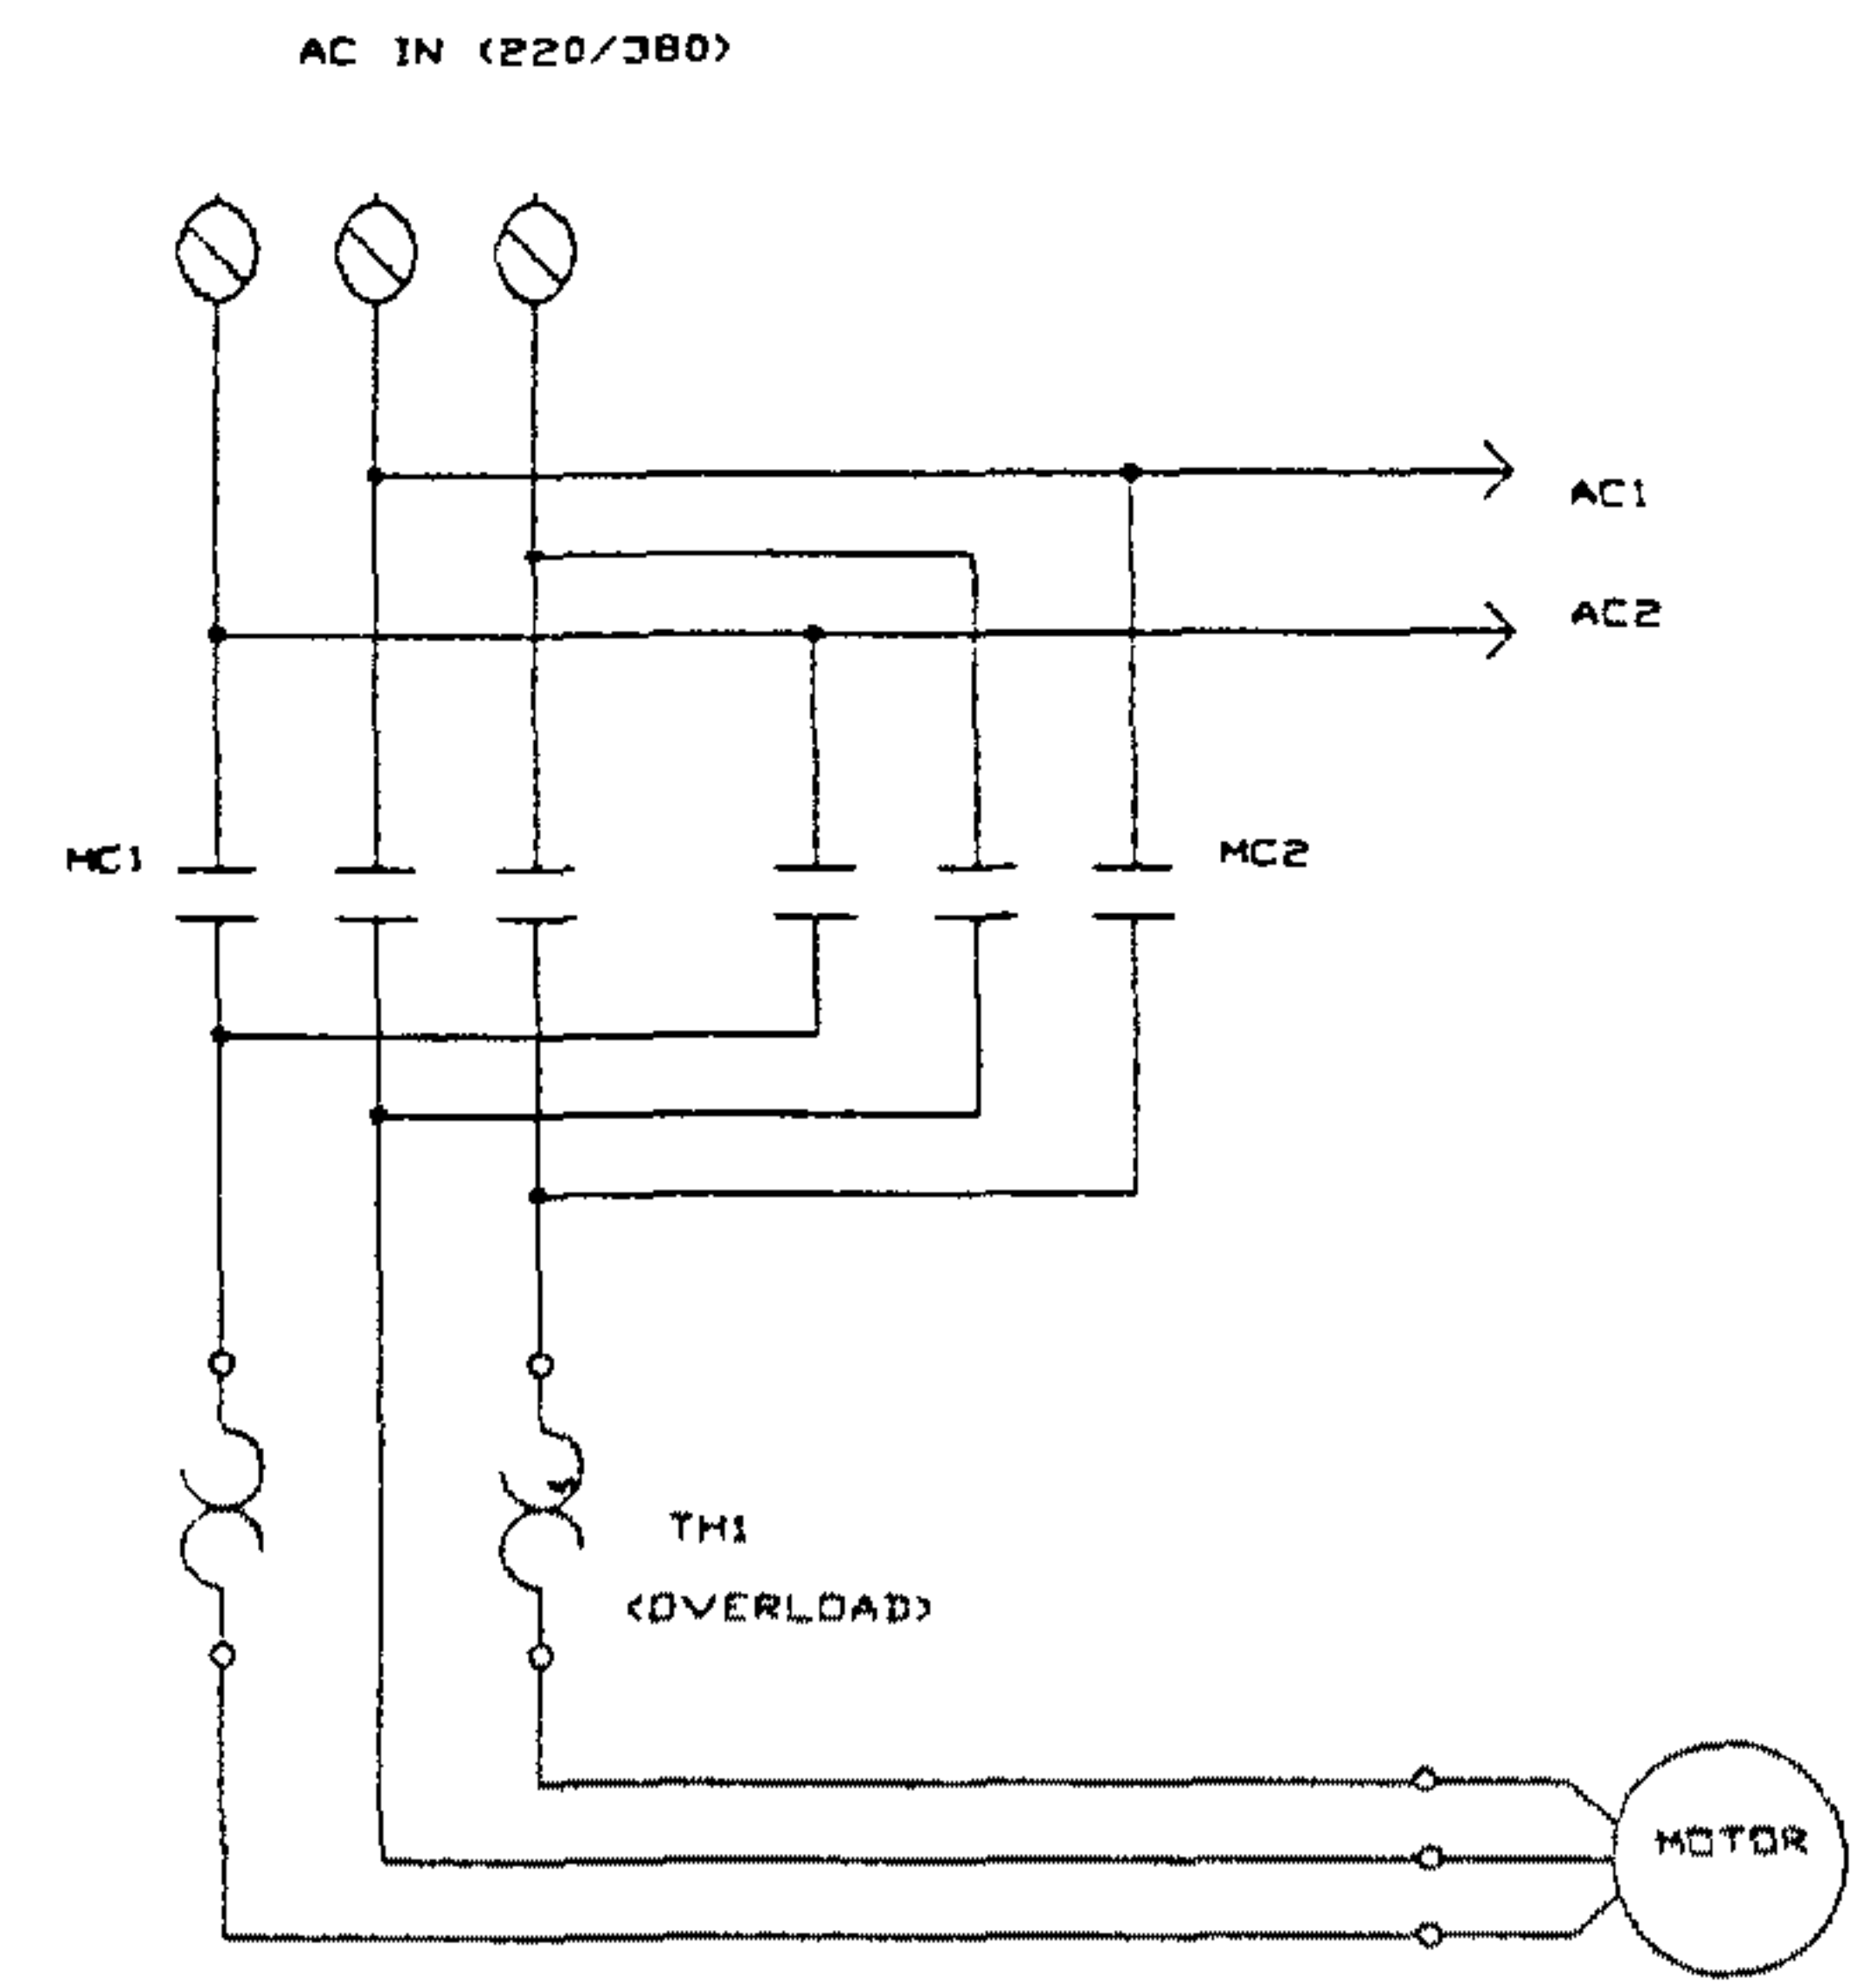 AC IN (220/380)
AC1
AC2
MC1
MC2
TH1
(OVERLOAD)
MOTOR